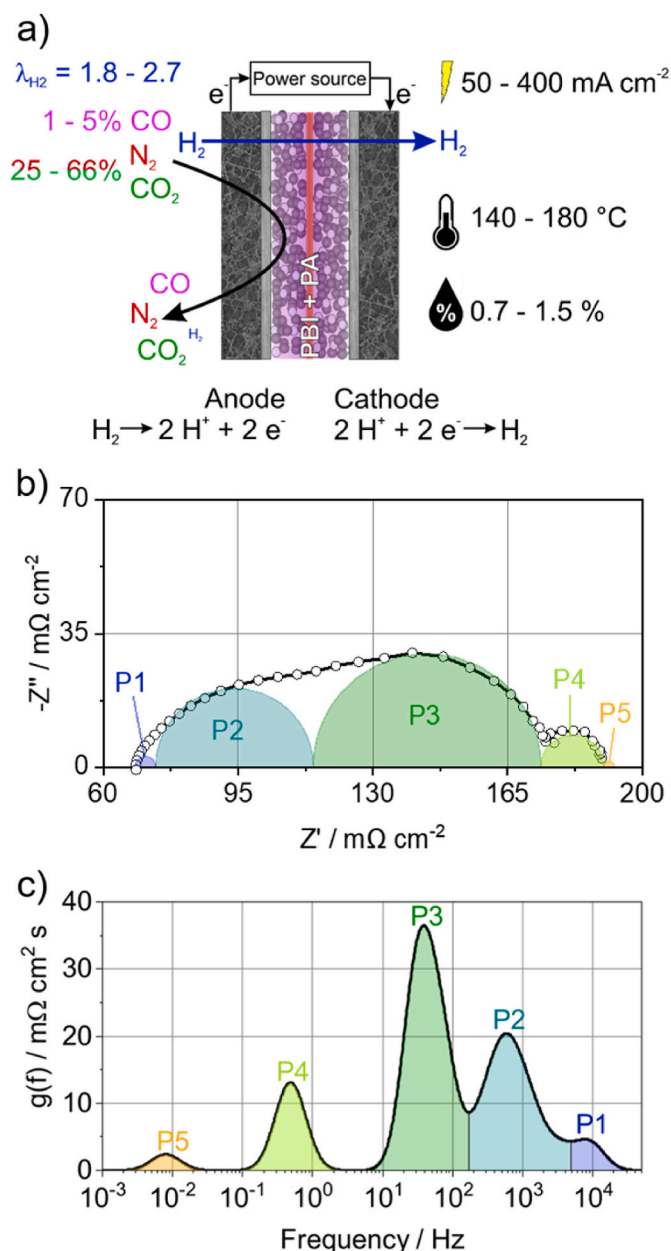 a)
λH2 = 1.8 - 2.7
Power source
e-
e-
50 - 400 mA cm-2
1 - 5% CO
H2
H2
25 - 66%
N2
CO2
140 - 180 °C
PBI + PA
CO
N2
CO2
H2
%
0.7 - 1.5 %
Anode
Cathode
H2 → 2 H+ + 2 e-
2 H+ + 2 e- → H2
b)
70
35
0
-Z" / mΩ cm-2
P1
P2
P3
P4
P5
60
95
130
165
200
Z' / mΩ cm-2
c)
40
30
20
10
0
g(f) / mΩ cm2 s
P3
P2
P4
P1
P5
10-3
10-2
10-1
100
101
102
103
104
Frequency / Hz